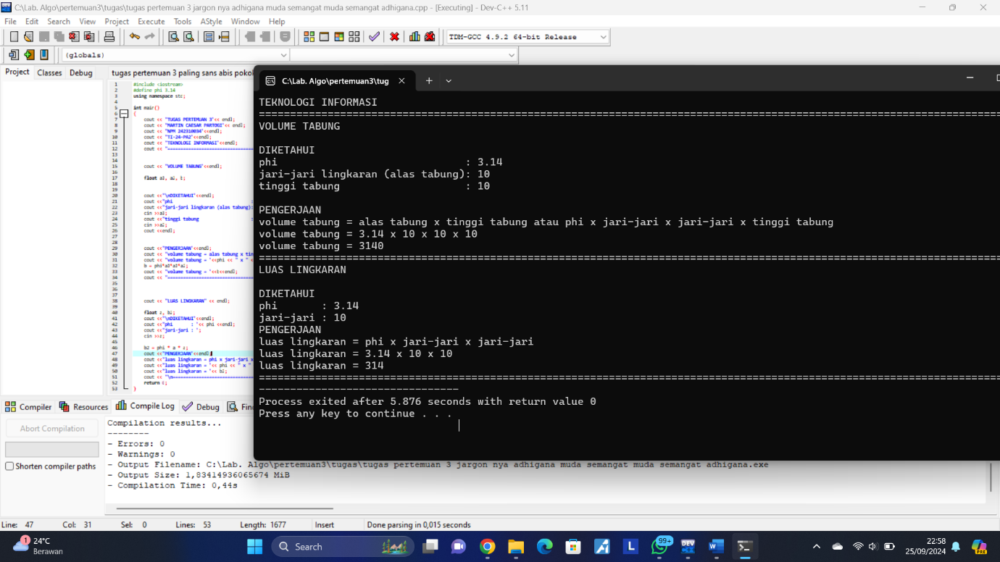 C:\Lab. Algo\pertemuan3\tugas\tugas pertemuan 3 jargon nya adhigana muda semangat muda semangat adhigana.cpp - [Executing] - Dev-C++ 5.11
File Edit Search View Project Execute Tools AStyle Window Help
TDM-GCC 4.9.2 64-bit Release
(globals)
Project Classes Debug
tugas pertemuan 3 paling sans abis pokok
1 #include <iostream>
2 #define phi 3.14
3 using namespace std;
4
5 int main()
6 {
7 cout << "TUGAS PERTEMUAN 3"<< endl;
8 cout << "MARTIN CAESAR PARTOGI"<< endl;
9 cout << "NPM 242310034"<<endl;
10 cout << "TI-24-PA2"<<endl;
11 cout << "TEKNOLOGI INFORMASI"<<endl;
12 cout << "==================================
13
14
15 cout << "VOLUME TABUNG"<<endl;
16
17 float a1, a2, b;
18
19
20 cout <<"\nDIKETAHUI"<<endl;
21 cout <<"phi :
22 cout <<"jari-jari lingkaran (alas tabung):
23 cin >>a1;
24 cout <<"tinggi tabung :
25 cin >>a2;
26 cout <<endl;
27
28
29 cout <<"PENGERJAAN"<<endl;
30 cout << "volume tabung = alas tabung x tin
31 cout << "volume tabung = "<<phi << " x " <
32 b = phi*a1*a1*a2;
33 cout << "volume tabung = "<<b<<endl;
34 cout << "==================================
35
36
37
38 cout << "LUAS LINGKARAN" << endl;
39
40 float a, b2;
41 cout <<"\nDIKETAHUI"<<endl;
42 cout <<"phi : "<< phi <<endl;
43 cout <<"jari-jari : ";
44 cin >>a;
45
46 b2 = phi * a * a;
47 cout <<"PENGERJAAN"<<endl;
48 cout <<"luas lingkaran = phi x jari-jari x
49 cout <<"luas lingkaran = "<< phi << " x "
50 cout <<"luas lingkaran = "<< b2;
51 cout << "\n================================
52 return 0;
53 }
C:\Lab. Algo\pertemuan3\tug
TEKNOLOGI INFORMASI
================================================================================
VOLUME TABUNG
DIKETAHUI
phi : 3.14
jari-jari lingkaran (alas tabung): 10
tinggi tabung : 10
PENGERJAAN
volume tabung = alas tabung x tinggi tabung atau phi x jari-jari x jari-jari x tinggi tabung
volume tabung = 3.14 x 10 x 10 x 10
volume tabung = 3140
================================================================================
LUAS LINGKARAN
DIKETAHUI
phi : 3.14
jari-jari : 10
PENGERJAAN
luas lingkaran = phi x jari-jari x jari-jari
luas lingkaran = 3.14 x 10 x 10
luas lingkaran = 314
================================================================================
--------------------------------
Process exited after 5.876 seconds with return value 0
Press any key to continue . . .
Compiler Resources Compile Log Debug Fin
Abort Compilation
Shorten compiler paths
Compilation results...
--------
- Errors: 0
- Warnings: 0
- Output Filename: C:\Lab. Algo\pertemuan3\tugas\tugas pertemuan 3 jargon nya adhigana muda semangat muda semangat adhigana.exe
- Output Size: 1,83414936065674 MiB
- Compilation Time: 0,44s
Line: 47 Col: 31 Sel: 0 Lines: 53 Length: 1677 Insert Done parsing in 0,015 seconds
1
24°C
Berawan
Search
99+
DEV
22:58
25/09/2024
PRE